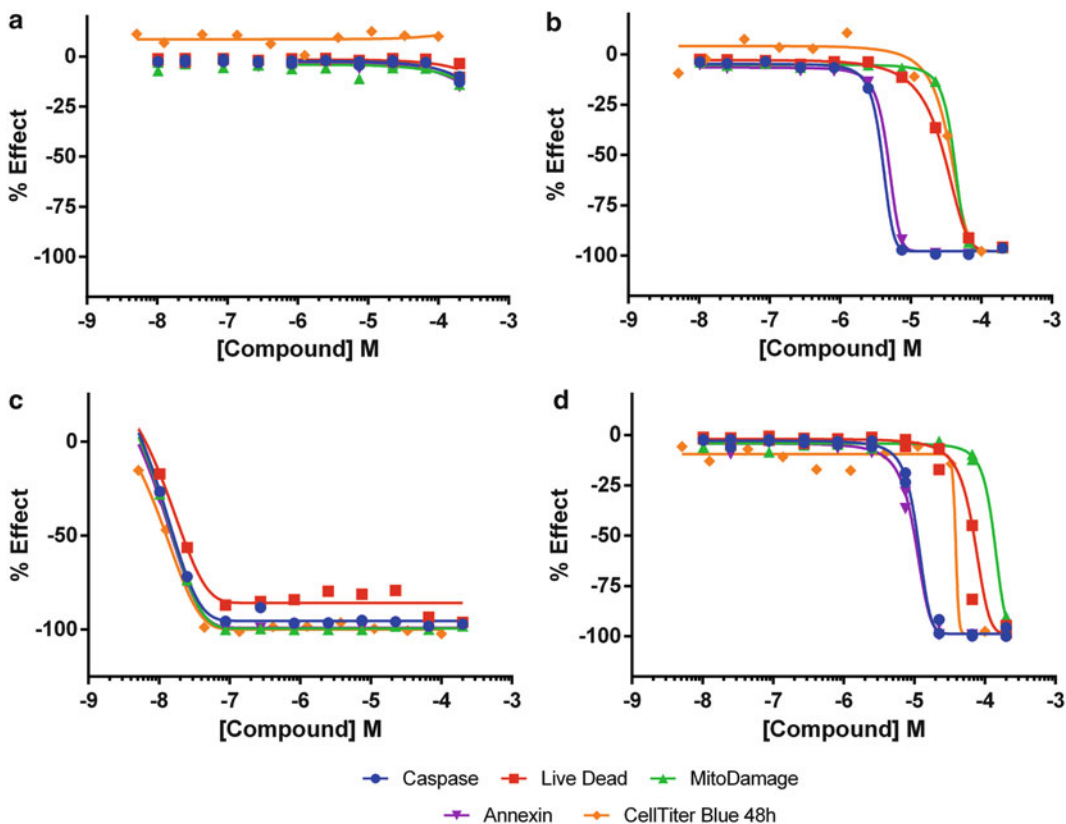 a
0
-25
-50
-75
-100
% Effect
-9 -8 -7 -6 -5 -4 -3
[Compound] M
b
0
-25
-50
-75
-100
% Effect
-9 -8 -7 -6 -5 -4 -3
[Compound] M
c
0
-50
-100
% Effect
-9 -8 -7 -6 -5 -4 -3
[Compound] M
d
0
-25
-50
-75
-100
% Effect
-9 -8 -7 -6 -5 -4 -3
[Compound] M
Caspase Live Dead MitoDamage
Annexin CellTiter Blue 48h